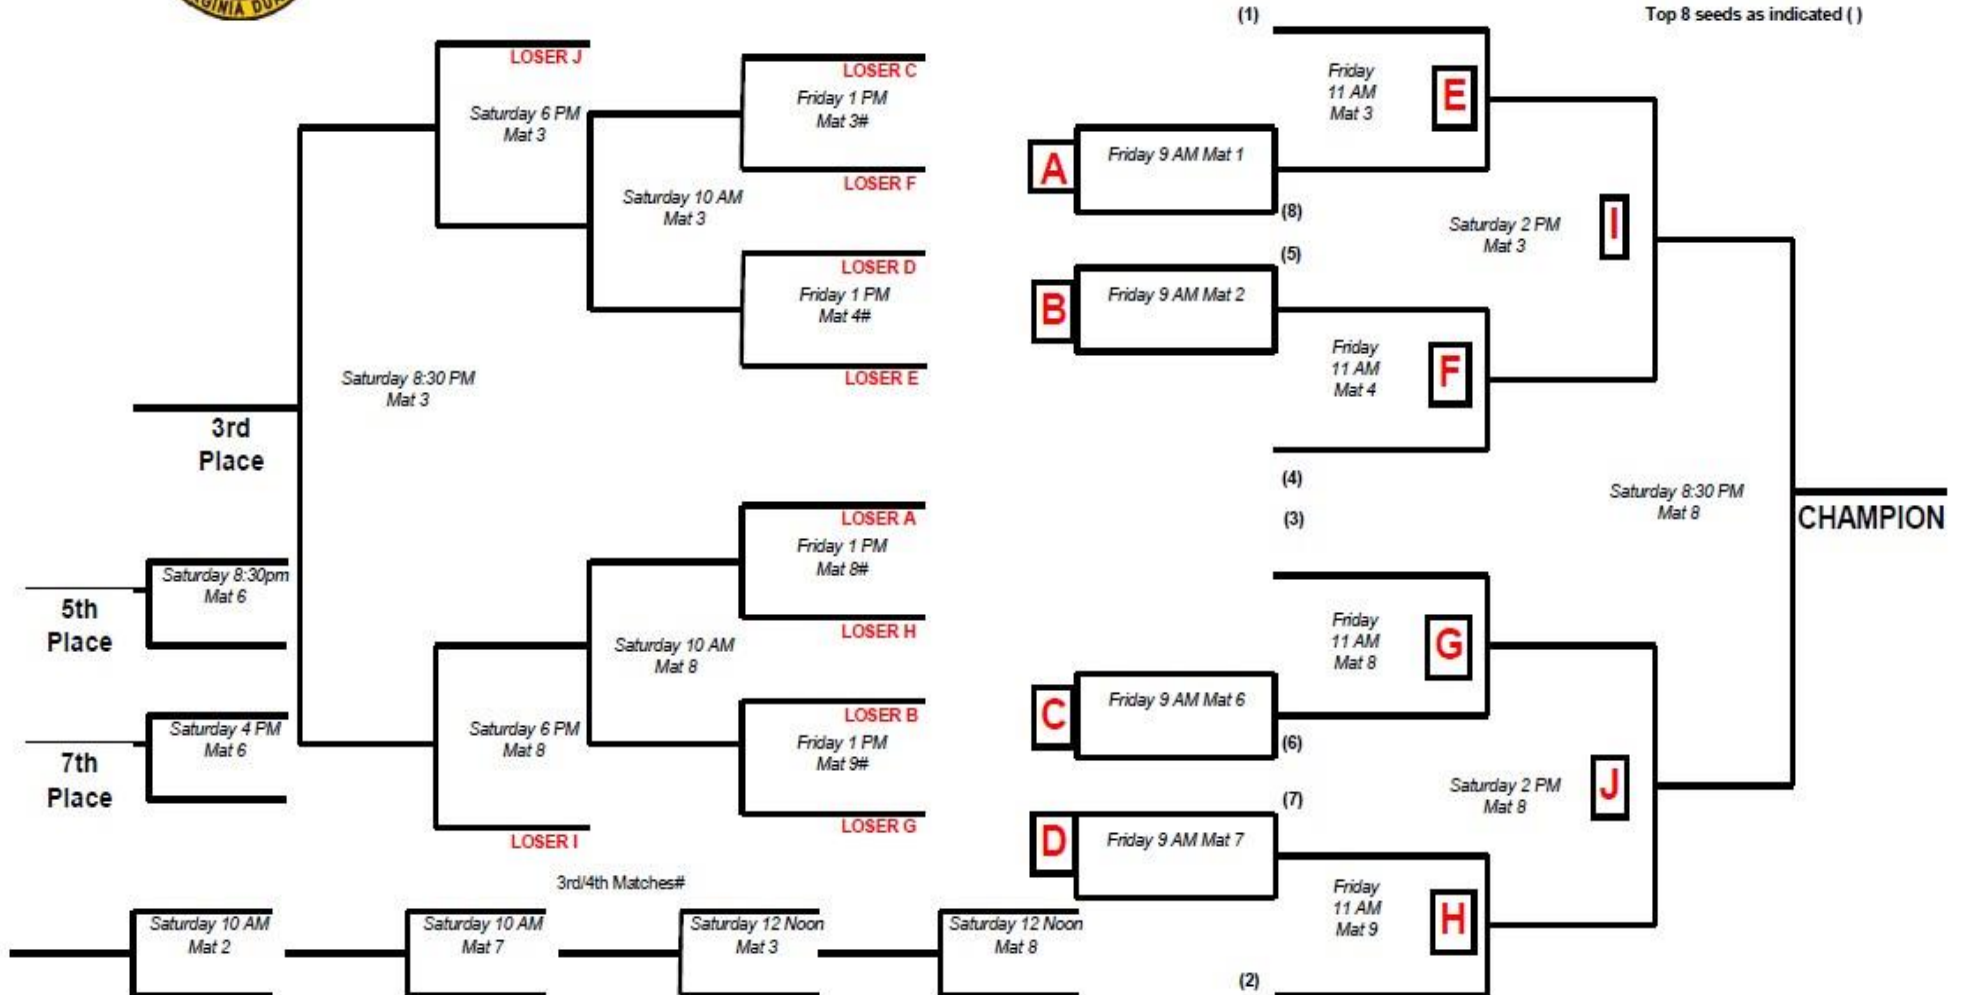 (1)
Top 8 seeds as indicated ( )
LOSER J
LOSER C
Saturday 6 PM
Mat 3
Friday 1 PM
Mat 3#
LOSER F
Saturday 10 AM
Mat 3
LOSER D
Friday 1 PM
Mat 4#
LOSER E
Saturday 8:30 PM
Mat 3
3rd
Place
LOSER A
Friday 1 PM
Mat 8#
LOSER H
Saturday 10 AM
Mat 8
Saturday 8:30pm
Mat 6
5th
Place
Saturday 4 PM
Mat 6
7th
Place
LOSER B
Friday 1 PM
Mat 9#
LOSER G
Saturday 6 PM
Mat 8
LOSER I
Friday
11 AM
Mat 3
E
A
Friday 9 AM Mat 1
(8)
(5)
B
Friday 9 AM Mat 2
Friday
11 AM
Mat 4
F
Saturday 2 PM
Mat 3
I
(4)
(3)
Saturday 8:30 PM
Mat 8
CHAMPION
Friday
11 AM
Mat 8
G
C
Friday 9 AM Mat 6
(6)
(7)
D
Friday 9 AM Mat 7
Saturday 2 PM
Mat 8
J
Friday
11 AM
Mat 9
H
(2)
3rd/4th Matches#
Saturday 10 AM
Mat 2
Saturday 10 AM
Mat 7
Saturday 12 Noon
Mat 3
Saturday 12 Noon
Mat 8